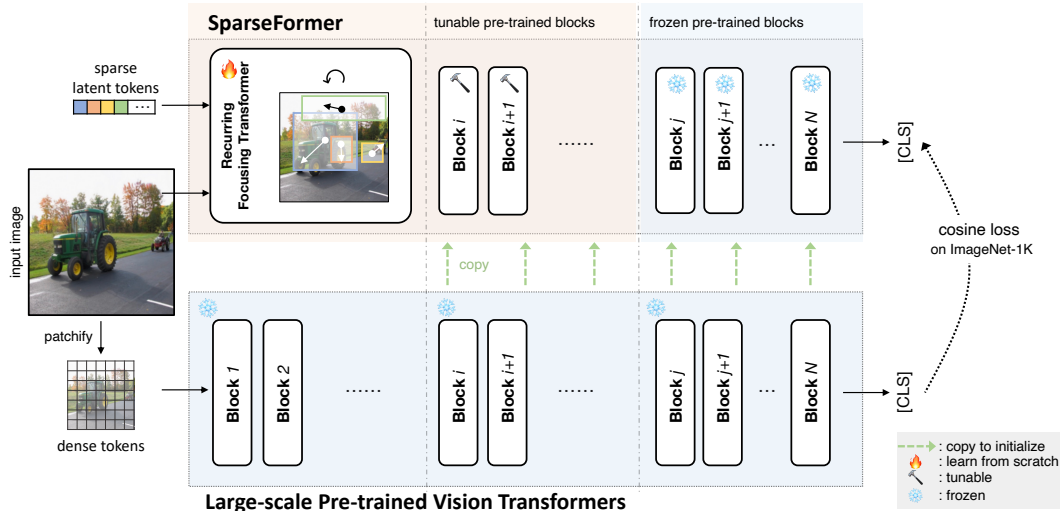 SparseFormer
tunable pre-trained blocks
frozen pre-trained blocks
sparse
latent tokens
...
Recurring
Focusing Transformer
Block i
Block i+1
......
Block j
Block j+1
...
Block N
[CLS]
input image
copy
cosine loss
on ImageNet-1K
patchify
dense tokens
Block 1
Block 2
......
Block i
Block i+1
......
Block j
Block j+1
...
Block N
[CLS]
: copy to initialize
: learn from scratch
: tunable
: frozen
Large-scale Pre-trained Vision Transformers